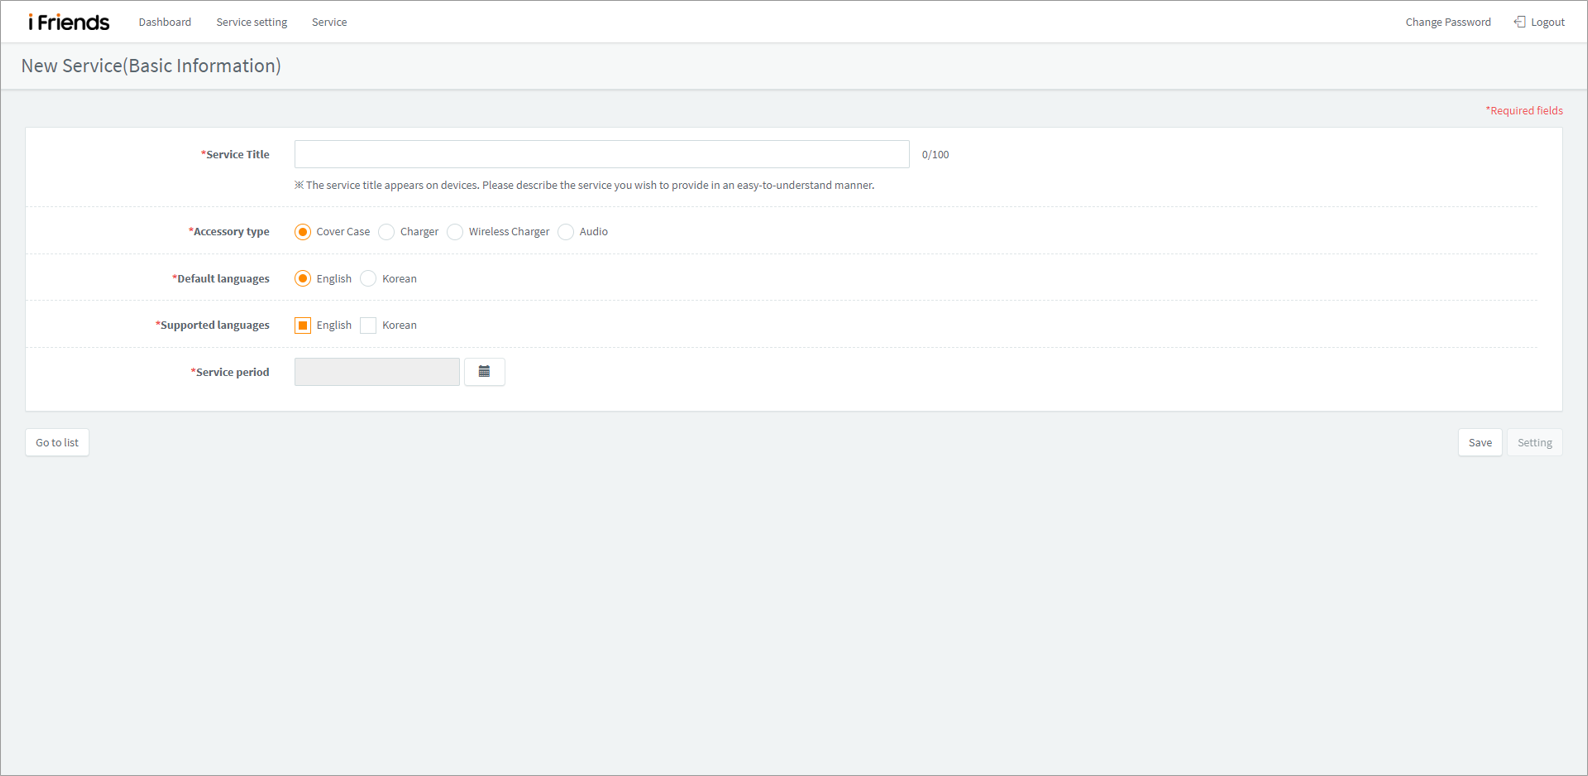 i Friends Dashboard Service setting Service Change Password Logout
New Service(Basic Information)
*Required fields
*Service Title 0/100
※ The service title appears on devices. Please describe the service you wish to provide in an easy-to-understand manner.
*Accessory type Cover Case Charger Wireless Charger Audio
*Default languages English Korean
*Supported languages English Korean
*Service period
Go to list Save Setting